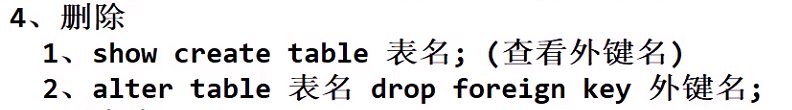 4、删除
1、show create table 表名; (查看外键名)
2、alter table 表名 drop foreign key 外键名;